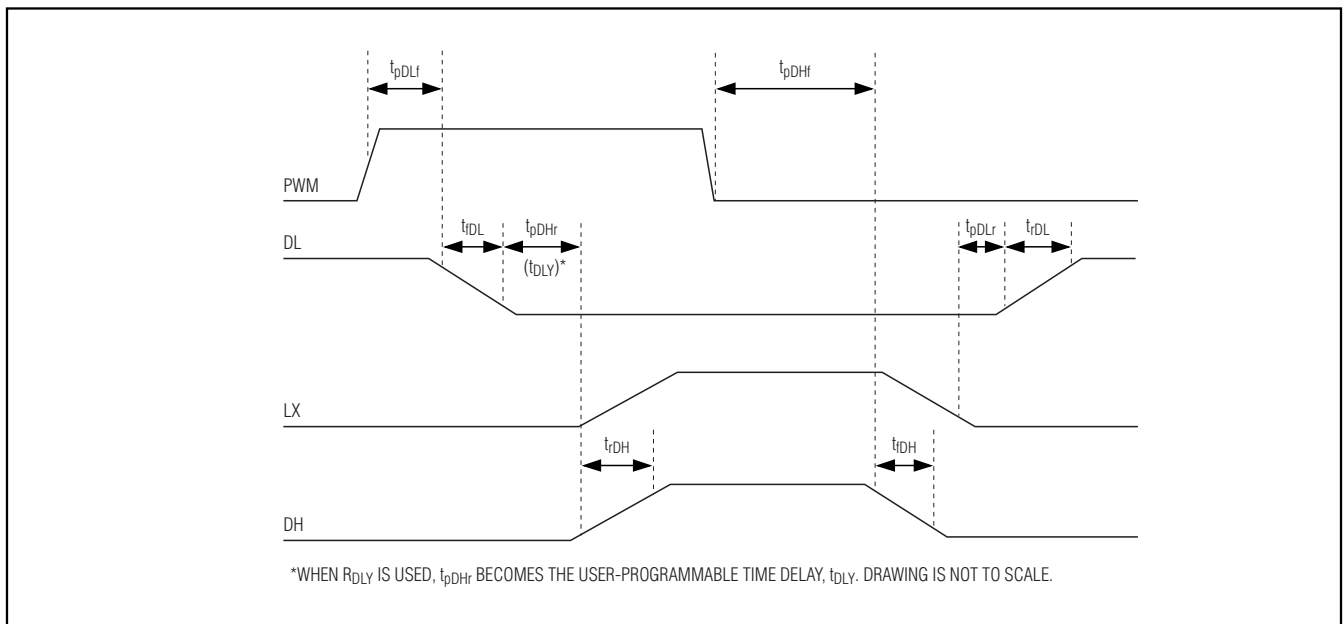 tpDLf
tpDHf
PWM
tfDL
tpDHr
tpDLr
trDL
DL
(tDLY)*
LX
trDH
tfDH
DH
*WHEN RDLY IS USED, tpDHr BECOMES THE USER-PROGRAMMABLE TIME DELAY, tDLY. DRAWING IS NOT TO SCALE.